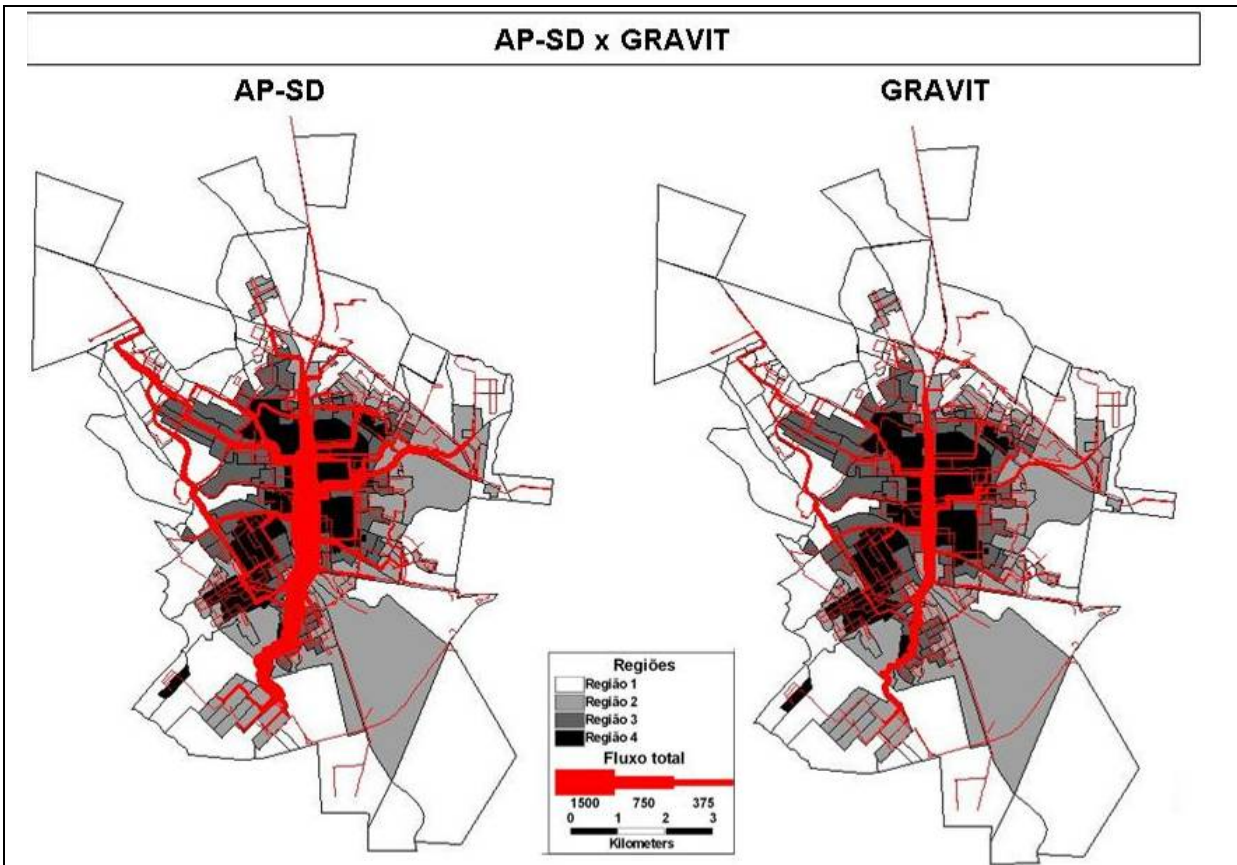 AP-SD x GRAVIT
AP-SD
GRAVIT
Regiões
Região 1
Região 2
Região 3
Região 4
Fluxo total
1500 750 375
0 1 2 3
Kilometers